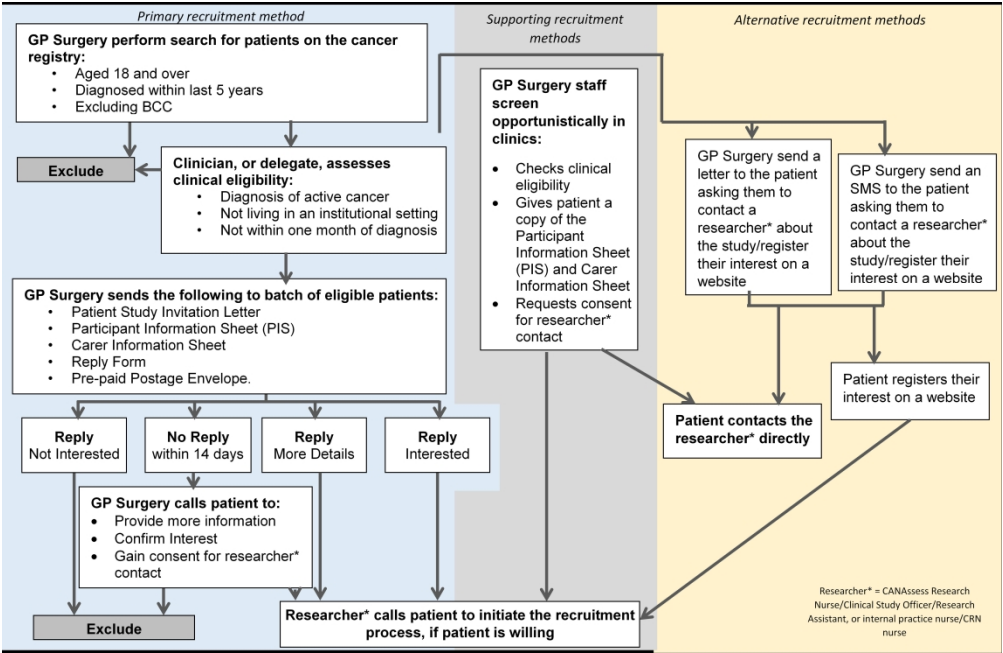 Primary recruitment method
GP Surgery perform search for patients on the cancer
registry:
• Aged 18 and over
• Diagnosed within last 5 years
• Excluding BCC
Exclude
Clinician, or delegate, assesses
clinical eligibility:
• Diagnosis of active cancer
• Not living in an institutional setting
• Not within one month of diagnosis
GP Surgery sends the following to batch of eligible patients:
• Patient Study Invitation Letter
• Participant Information Sheet (PIS)
• Carer Information Sheet
• Reply Form
• Pre-paid Postage Envelope.
Reply
Not Interested
No Reply
within 14 days
Reply
More Details
Reply
Interested
GP Surgery calls patient to:
• Provide more information
• Confirm Interest
• Gain consent for researcher*
contact
Exclude
Supporting recruitment
methods
GP Surgery staff
screen
opportunistically in
clinics:
• Checks clinical
eligibility
• Gives patient a
copy of the
Participant
Information Sheet
(PIS) and Carer
Information Sheet
• Requests consent
for researcher*
contact
Researcher* calls patient to initiate the recruitment
process, if patient is willing
Alternative recruitment methods
GP Surgery send a
letter to the patient
asking them to
contact a
researcher* about
the study/register
their interest on a
website
GP Surgery send an
SMS to the patient
asking them to
contact a researcher*
about the
study/register their
interest on a website
Patient contacts the
researcher* directly
Patient registers their
interest on a website
Researcher* = CANAssess Research
Nurse/Clinical Study Officer/Research
Assistant, or internal practice nurse/CRN
nurse